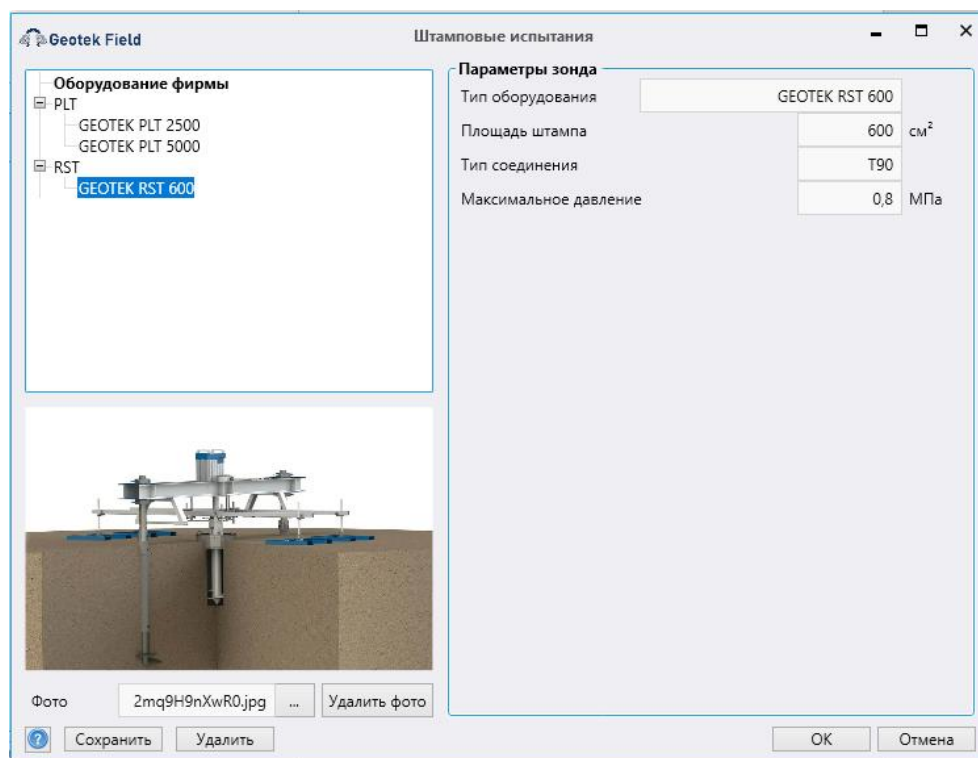 Geotek Field
Штамповые испытания
Оборудование фирмы
PLT
GEOTEK PLT 2500
GEOTEK PLT 5000
RST
GEOTEK RST 600
Параметры зонда
Тип оборудования GEOTEK RST 600
Площадь штампа 600 см²
Тип соединения T90
Максимальное давление 0,8 МПа
Фото 2mq9H9nXwR0.jpg ... Удалить фото
? Сохранить Удалить
OK Отмена